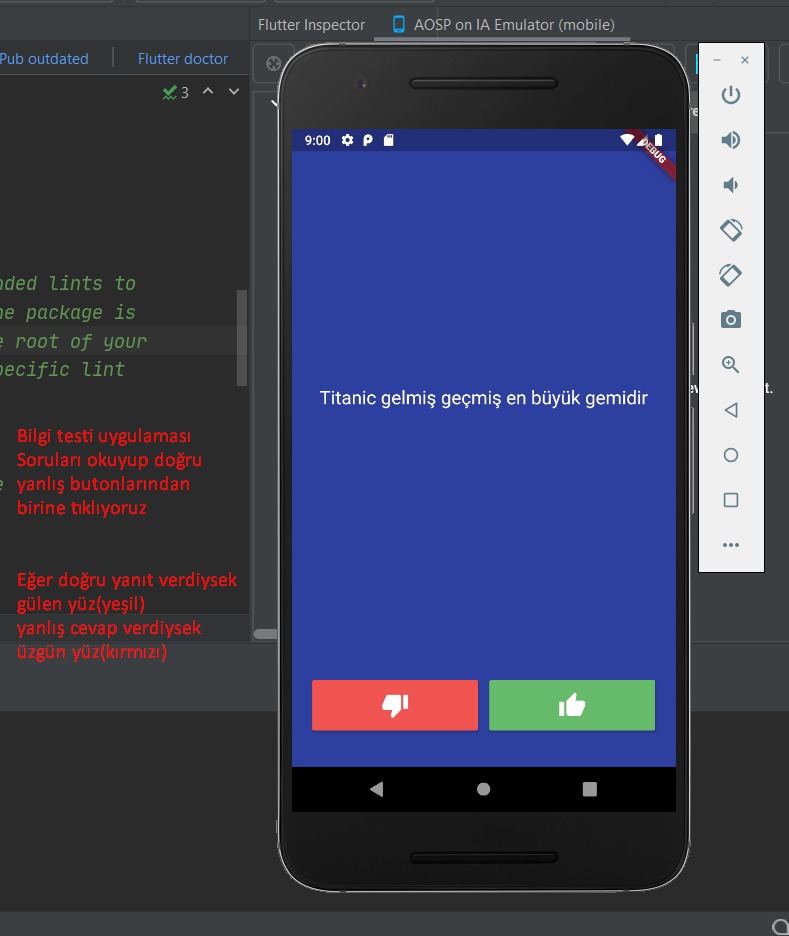 Flutter Inspector
AOSP on IA Emulator (mobile)
Pub outdated
Flutter doctor
3
9:00
DEBUG
nded lints to
he package is
e root of your
pecific lint
Titanic gelmiş geçmiş en büyük gemidir
Bilgi testi uygulaması
Soruları okuyup doğru
e yanlış butonlarından
birine tıklıyoruz
Eğer doğru yanıt verdiysek
gülen yüz(yeşil)
yanlış cevap verdiysek
üzgün yüz(kırmızı)